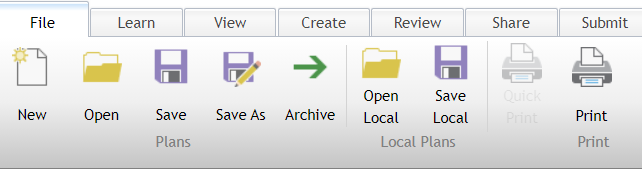 File Learn View Create Review Share Submit
New Open Save Save As Archive Open Local Save Local Quick Print Print
Plans Local Plans Print